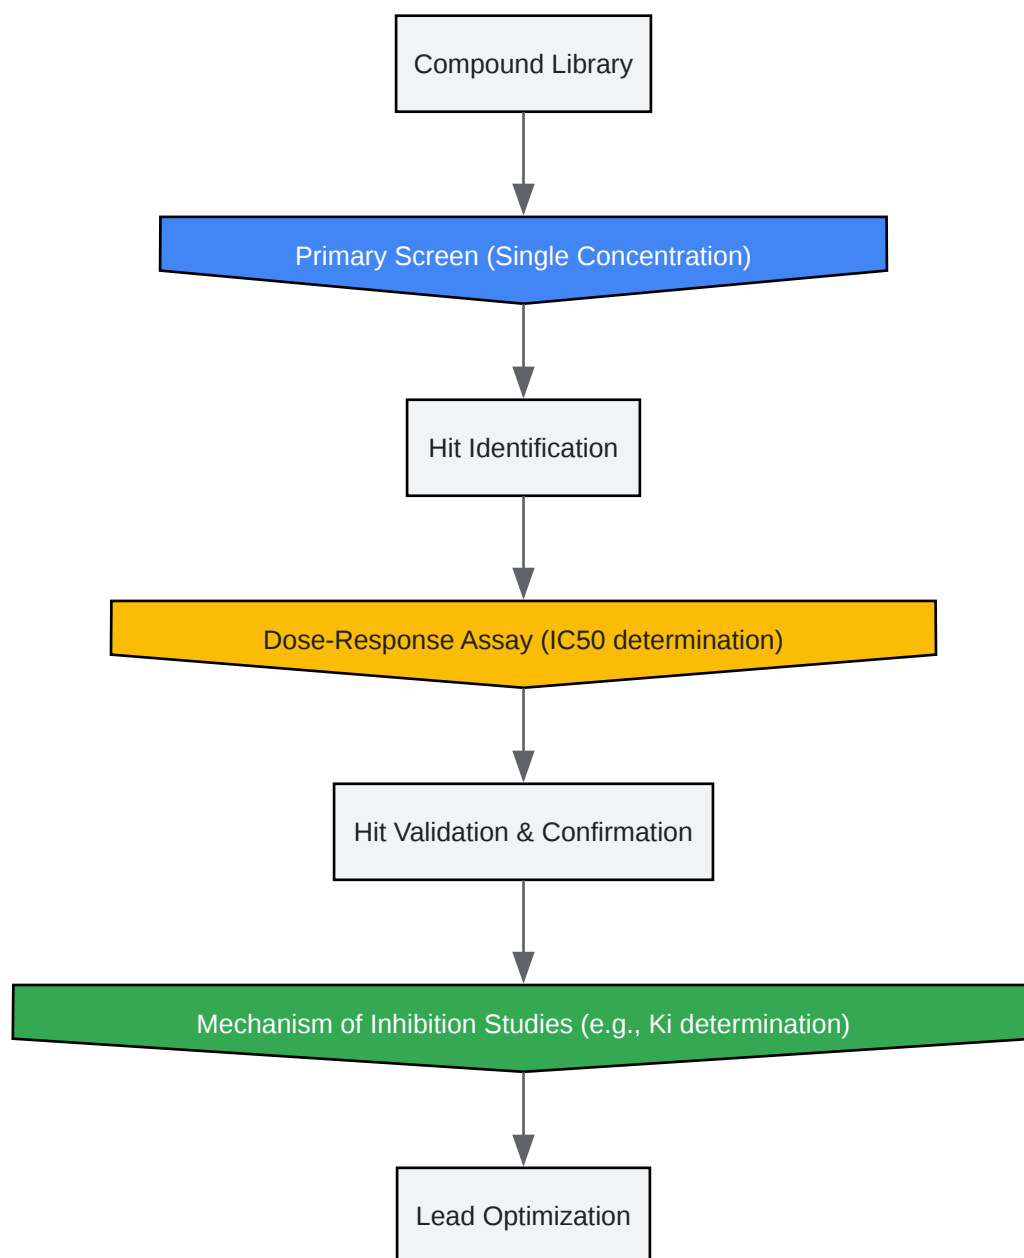 Compound Library
Primary Screen (Single Concentration)
Hit Identification
Dose-Response Assay (IC50 determination)
Hit Validation & Confirmation
Mechanism of Inhibition Studies (e.g., Ki determination)
Lead Optimization